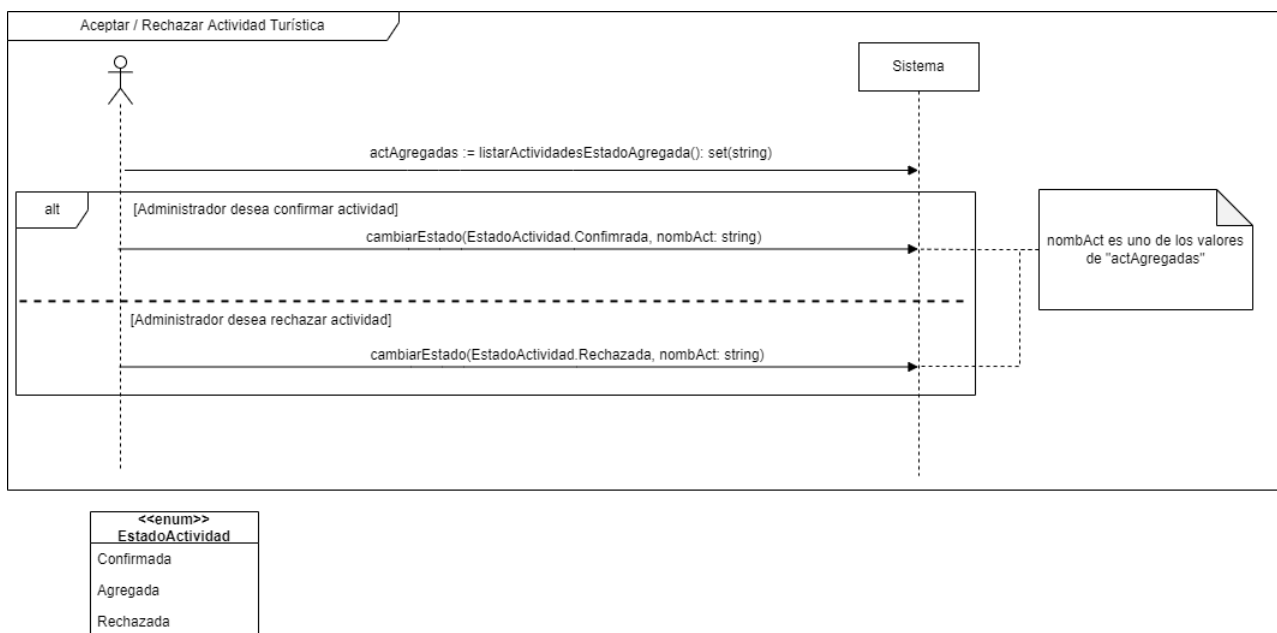 Aceptar / Rechazar Actividad Turística
Sistema
actAgregadas := listarActividadesEstadoAgregada(): set(string)
alt
[Administrador desea confirmar actividad]
cambiarEstado(EstadoActividad.Confimrada, nombAct: string)
nombAct es uno de los valores
de "actAgregadas"
[Administrador desea rechazar actividad]
cambiarEstado(EstadoActividad.Rechazada, nombAct: string)
<<enum>>
EstadoActividad
Confirmada
Agregada
Rechazada